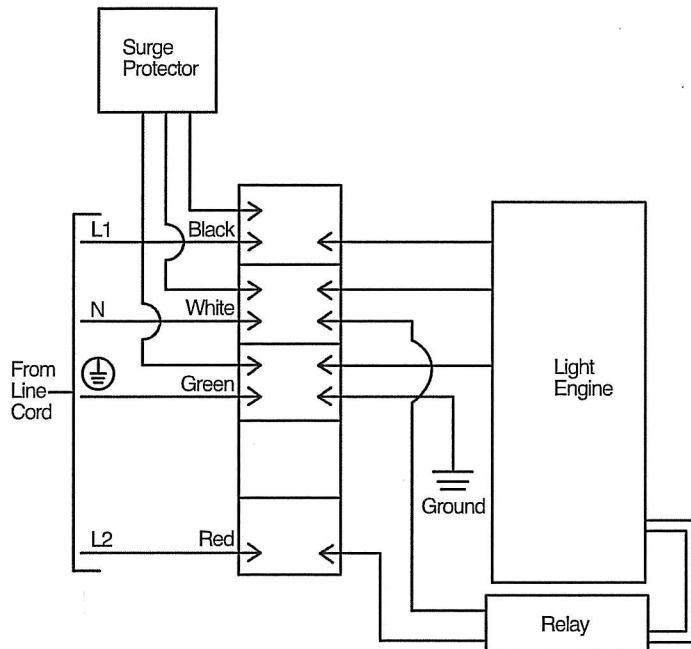 Surge
Protector
L1
Black
N
White
From
Line
Cord
Green
Light
Engine
Ground
L2
Red
Relay